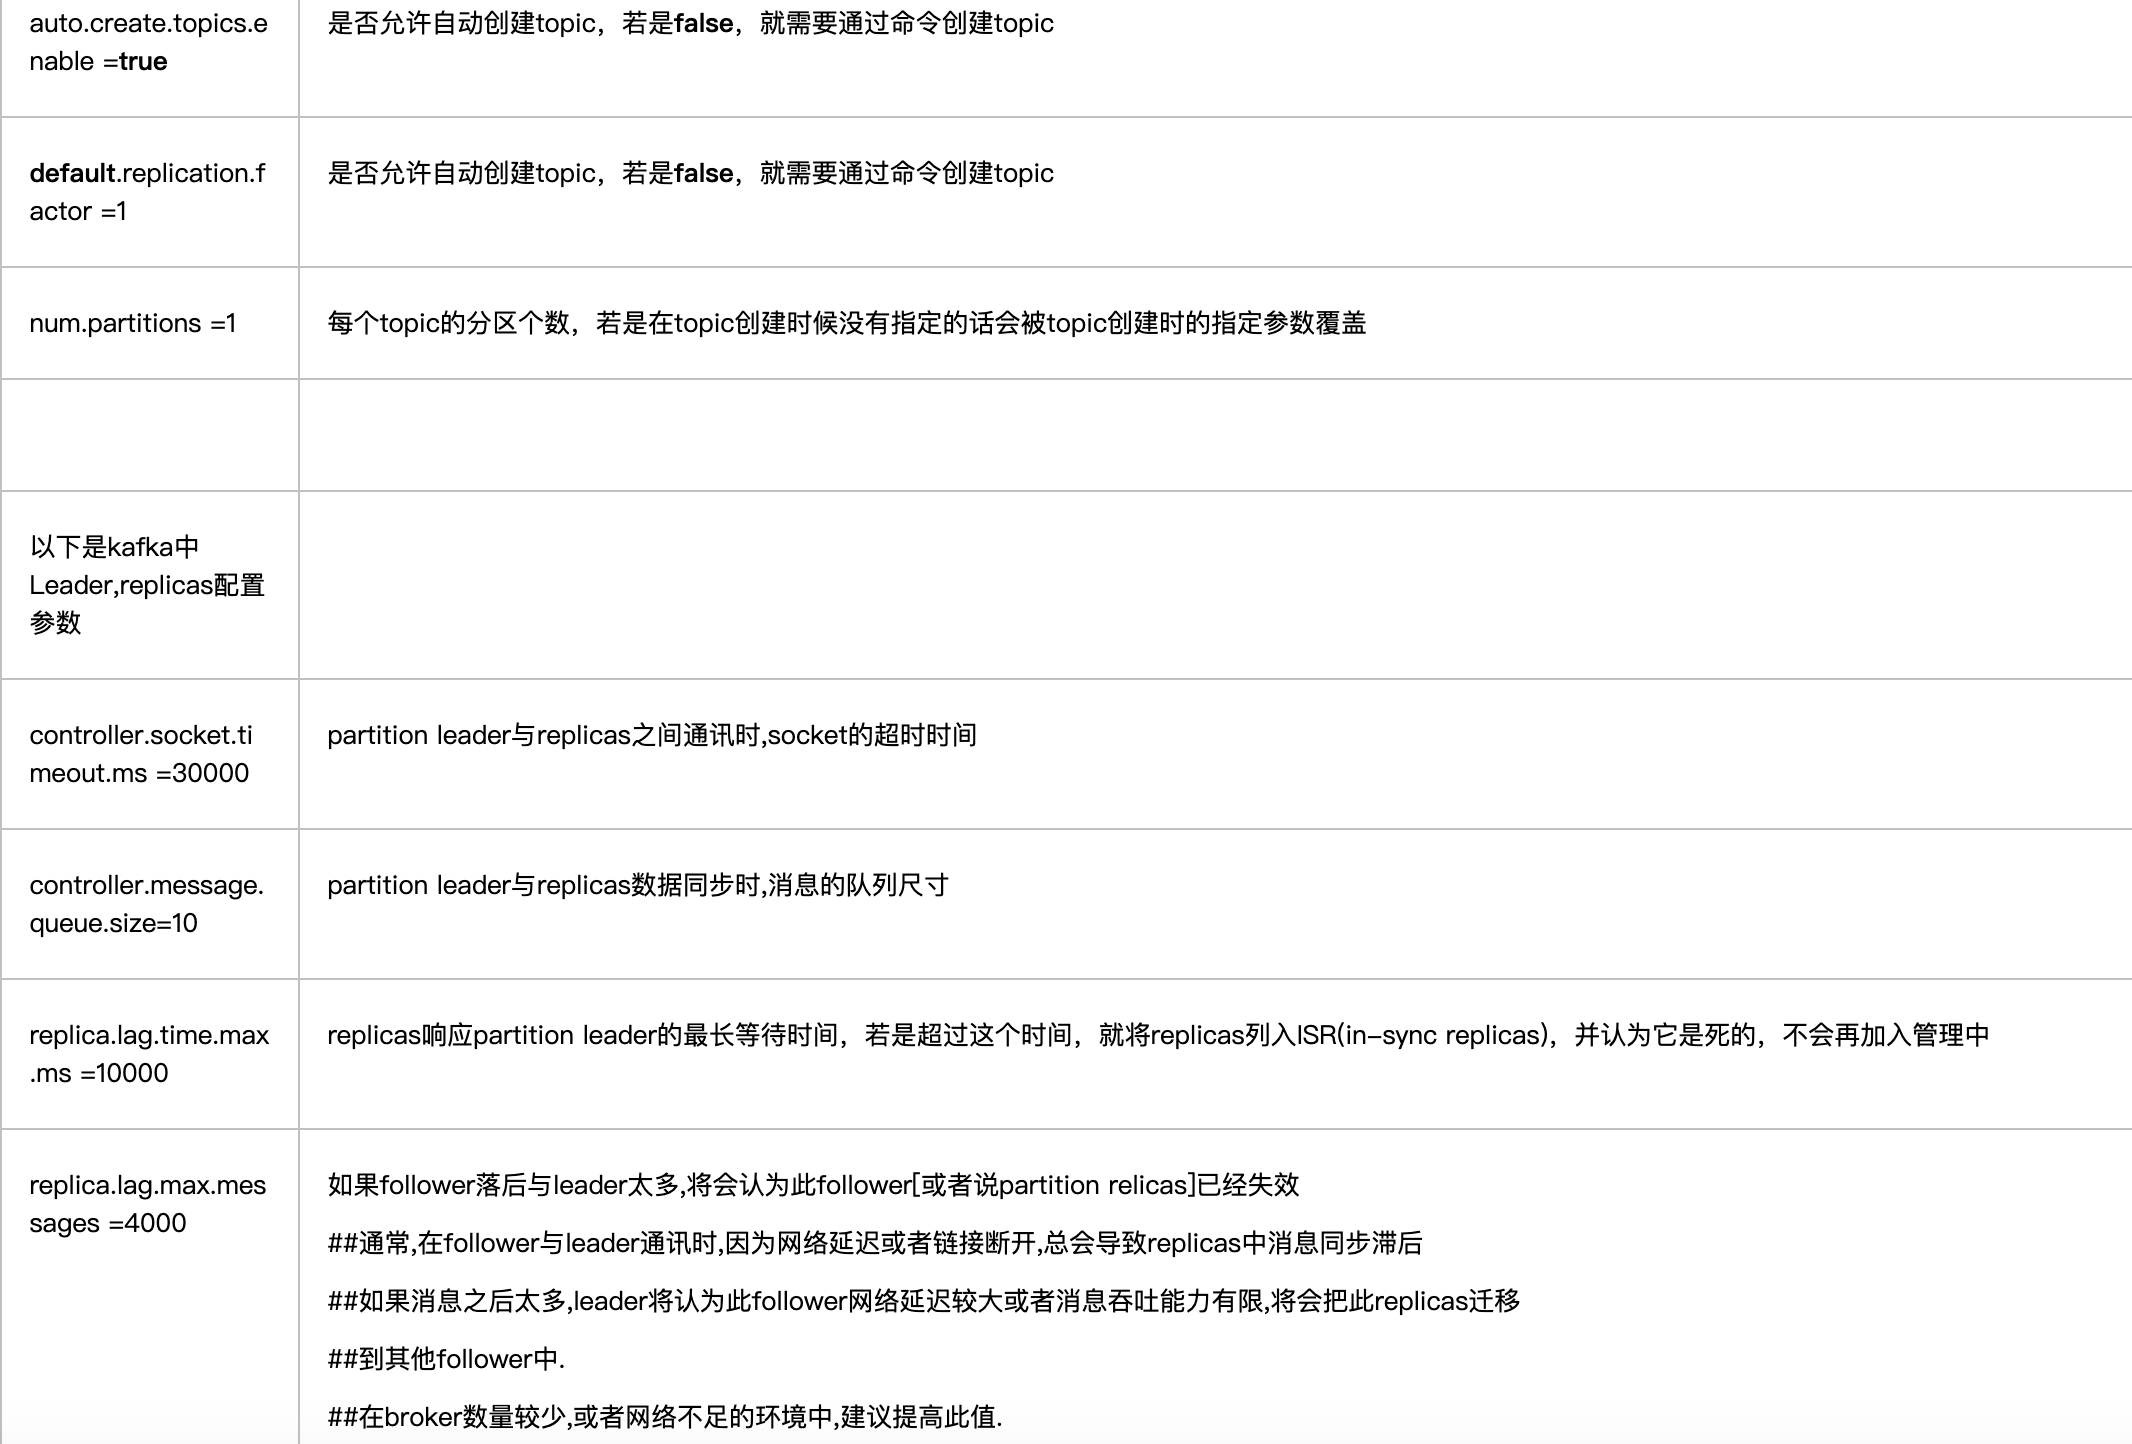 auto.create.topics.e
nable =true
是否允许自动创建topic，若是false，就需要通过命令创建topic
default.replication.f
actor =1
是否允许自动创建topic，若是false，就需要通过命令创建topic
num.partitions =1
每个topic的分区个数，若是在topic创建时候没有指定的话会被topic创建时的指定参数覆盖
以下是kafka中
Leader,replicas配置
参数
controller.socket.ti
meout.ms =30000
partition leader与replicas之间通讯时,socket的超时时间
controller.message.
queue.size=10
partition leader与replicas数据同步时,消息的队列尺寸
replica.lag.time.max
.ms =10000
replicas响应partition leader的最长等待时间，若是超过这个时间，就将replicas列入ISR(in-sync replicas)，并认为它是死的，不会再加入管理中
replica.lag.max.mes
sages =4000
如果follower落后与leader太多,将会认为此follower[或者说partition relicas]已经失效
##通常,在follower与leader通讯时,因为网络延迟或者链接断开,总会导致replicas中消息同步滞后
##如果消息之后太多,leader将认为此follower网络延迟较大或者消息吞吐能力有限,将会把此replicas迁移
##到其他follower中.
##在broker数量较少,或者网络不足的环境中,建议提高此值.